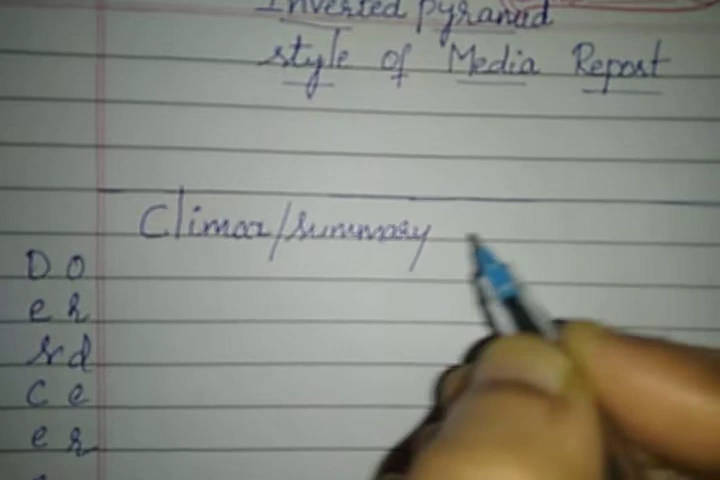 Inverted pyramid
style of Media Report
Climax/summary
D O
e r
s d
c e
e r